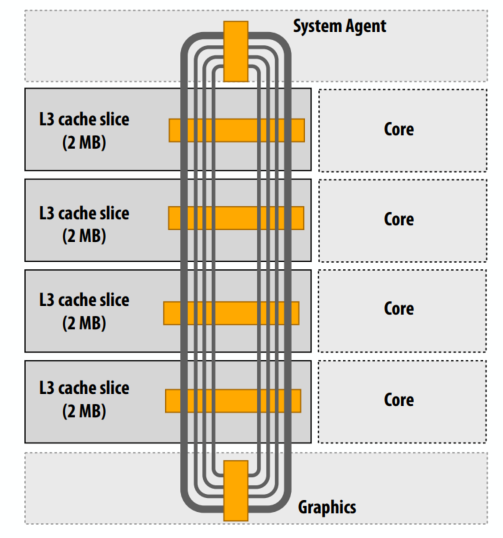 System Agent
L3 cache slice
(2 MB)
Core
L3 cache slice
(2 MB)
Core
L3 cache slice
(2 MB)
Core
L3 cache slice
(2 MB)
Core
Graphics